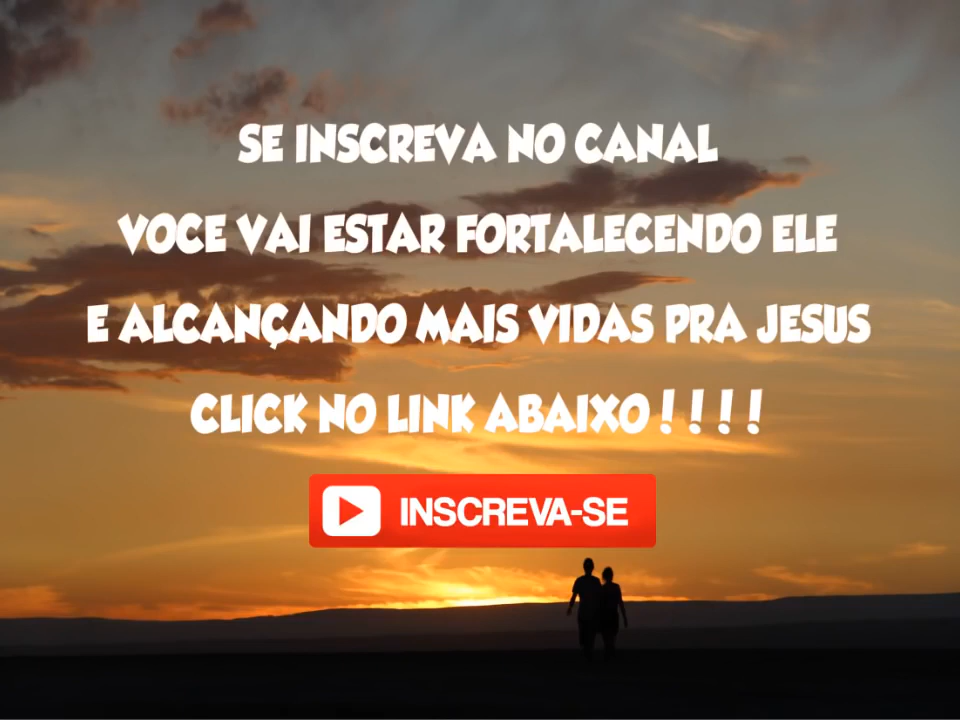 SE INSCREVA NO CANAL
VOCE VAI ESTAR FORTALECENDO ELE
E ALCANÇANDO MAIS VIDAS PRA JESUS
CLICK NO LINK ABAIXO!!!!
INSCREVA-SE